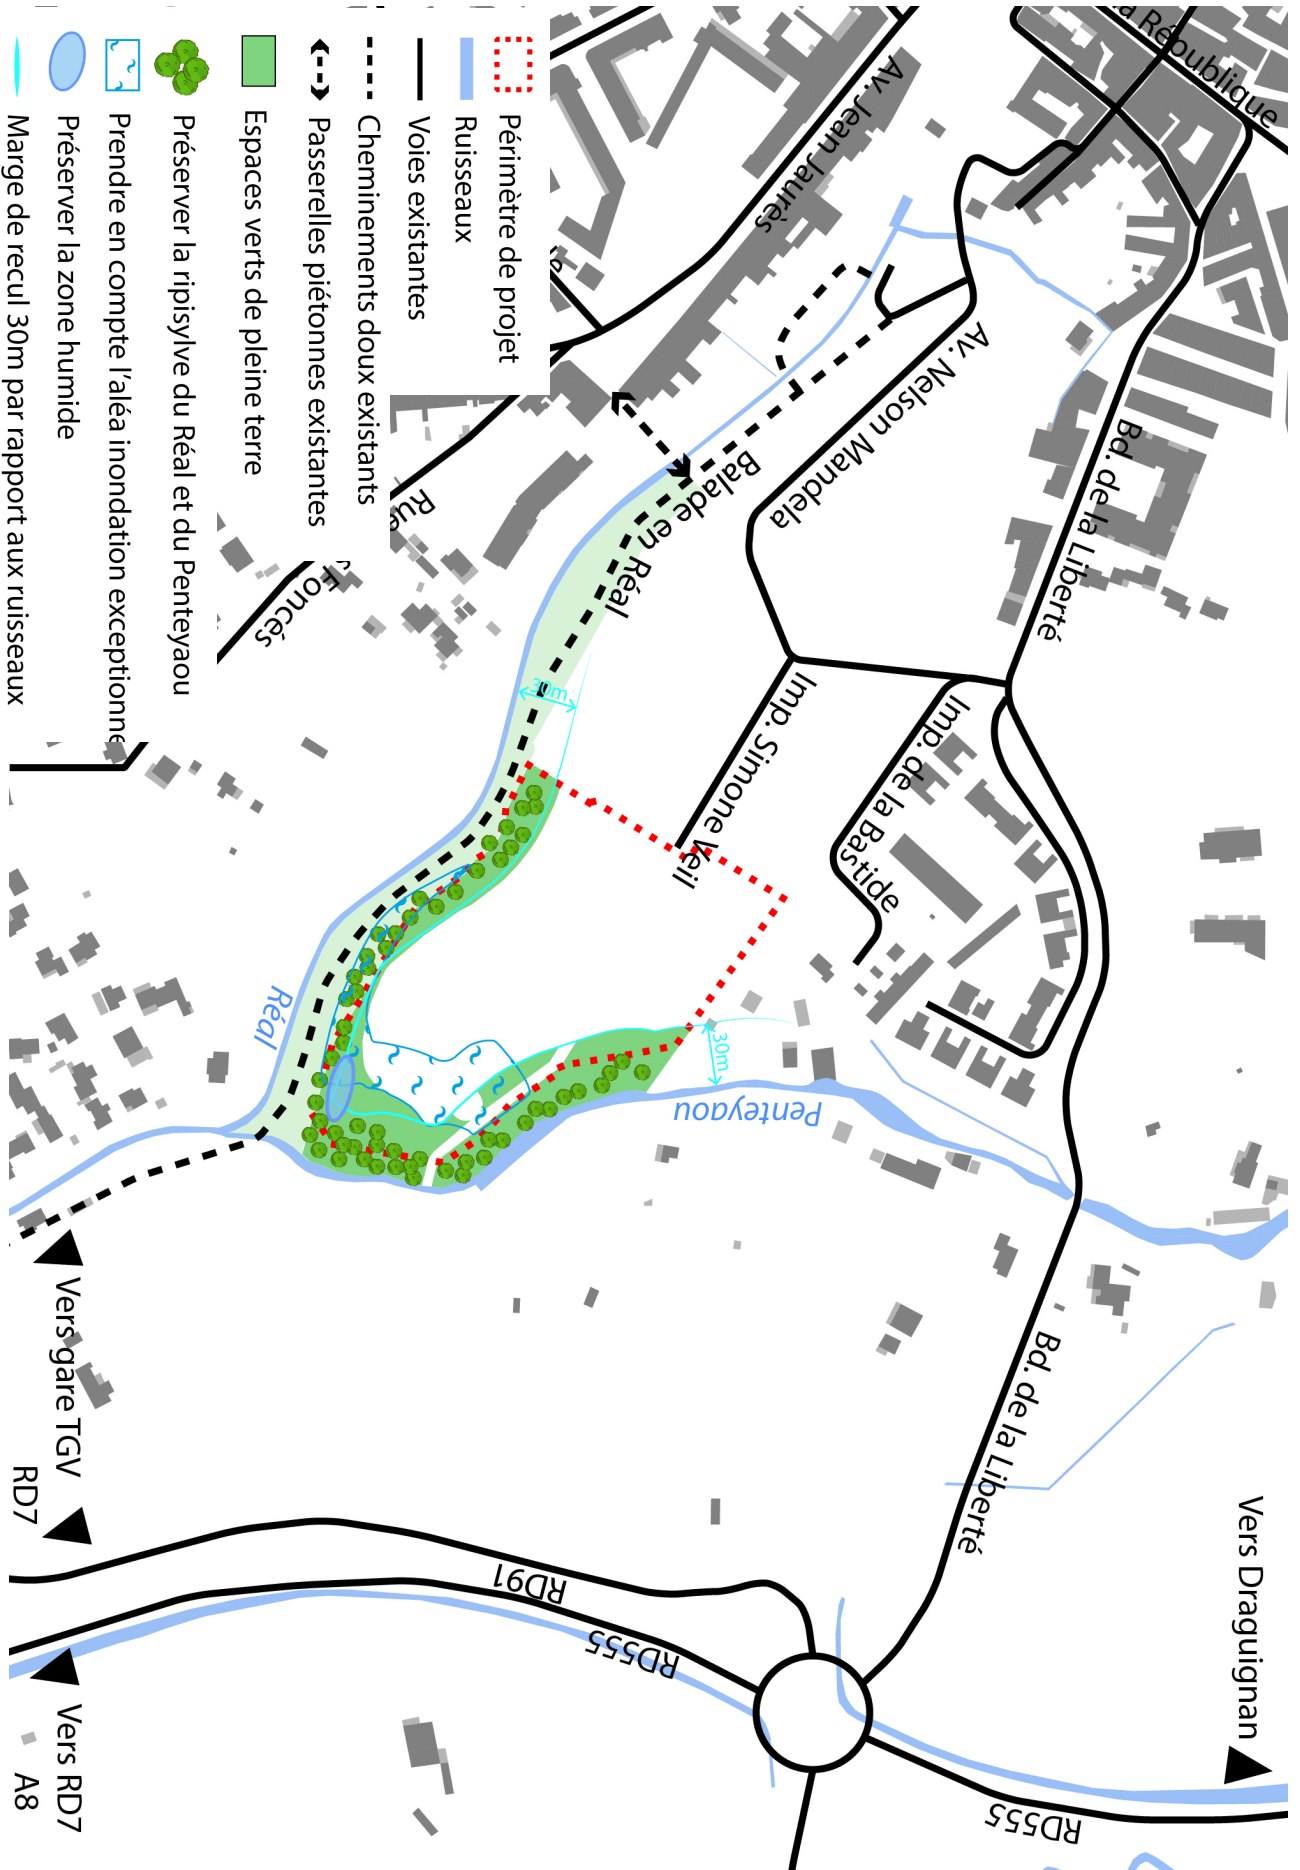 Périmètre de projet
Ruisseaux
Voies existantes
Cheminements doux existants
Passerelles piétonnes existantes
Espaces verts de pleine terre
Préserver la ripisylve du Réal et du Penteyaou
Prendre en compte l'aléa inondation exceptionne
Préserver la zone humide
Marge de recul 30m par rapport aux ruisseaux
la République
Av. Jean Jaurès
Av. Nelson Mandela
Bd. de la Liberté
Balade en Réal
Rue
Foncés
Imp. Simone Veil
Imp. de la Bastide
30m
30m
Réal
Penteyaou
Bd. de la Liberté
Vers gare TGV
RD7
RD91
RD555
Vers Draguignan
RD555
Vers RD7
A8